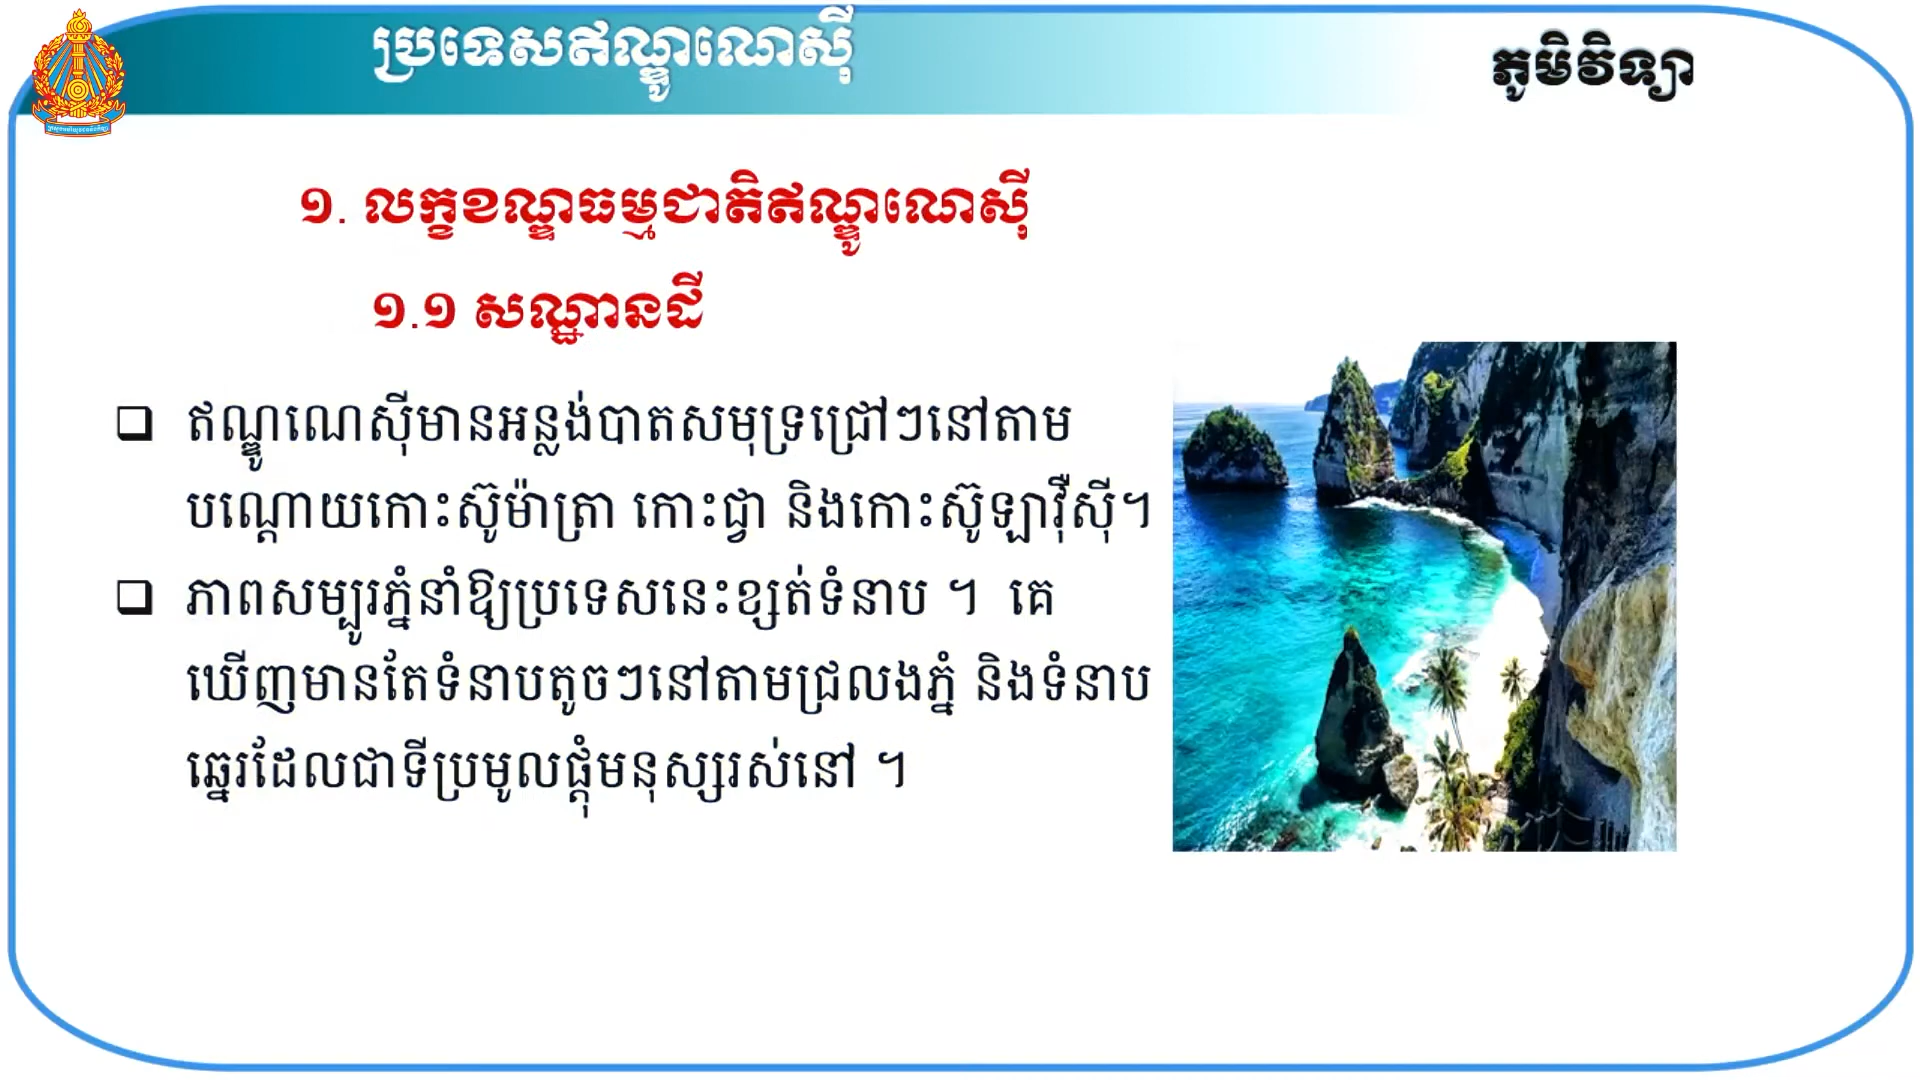 ប្រទេសឥណ្ឌូណេស៊ី
ភូមិវិទ្យា
១. លក្ខខណ្ឌធម្មជាតិឥណ្ឌូណេស៊ី
១.១ សណ្ឋានដី
❑ ឥណ្ឌូណេស៊ីមានអន្លង់បាតសមុទ្រជ្រៅៗនៅតាម
បណ្តោយកោះស៊ូម៉ាត្រា កោះជ្វា និងកោះស៊ូឡាវ៉ឺស៊ី។
❑ ភាពសម្បូរភ្នំនាំឱ្យប្រទេសនេះខ្សត់ទំនាប ។ គេ
ឃើញមានតែទំនាបតូចៗនៅតាមជ្រលងភ្នំ និងទំនាប
ឆ្នេរដែលជាទីប្រមូលផ្តុំមនុស្សរស់នៅ ។